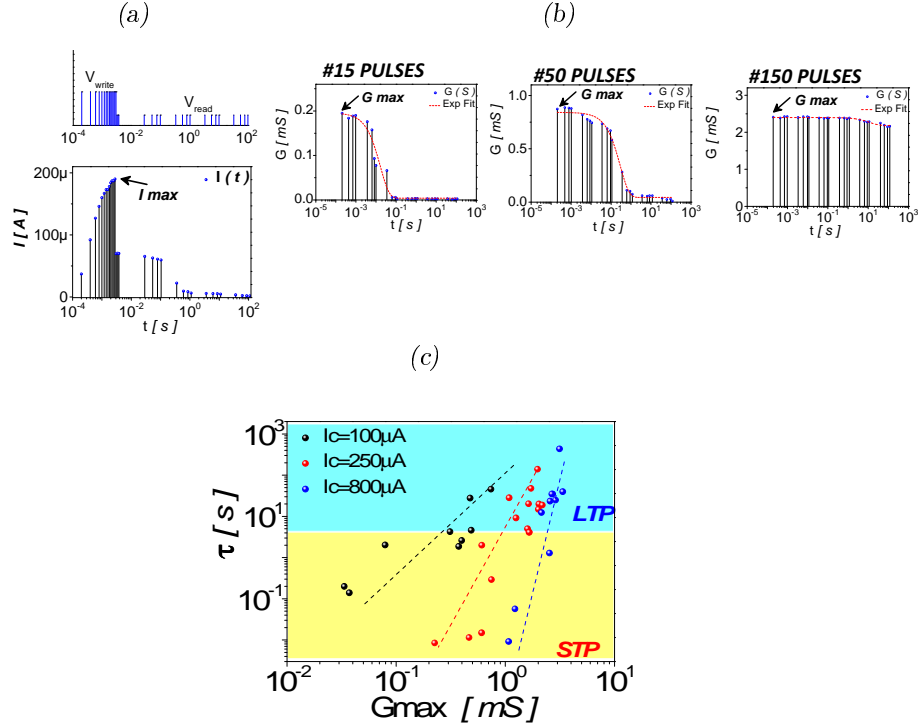 (a)
V_write
V_read
10^-4 10^-2 10^0 10^2
200µ
I ( t )
I max
100µ
I [ A ]
0
10^-4 10^-2 10^0 10^2
t [ s ]
(b)
#15 PULSES
G ( S )
Exp Fit
G max
0.2
0.1
0.0
G [ mS ]
10^-5 10^-3 10^-1 10^1 10^3
t [ s ]
#50 PULSES
G ( S )
Exp Fit
G max
1.0
0.5
0.0
G [ mS ]
10^-5 10^-3 10^-1 10^1 10^3
t [ s ]
#150 PULSES
G ( S )
Exp Fit
G max
3
2
1
0
G [ mS ]
10^-5 10^-3 10^-1 10^1 10^3
t [ s ]
(c)
10^3
Ic=100µA
Ic=250µA
Ic=800µA
10^1
LTP
τ [ s ]
10^-1
STP
10^-2 10^-1 10^0 10^1
Gmax [ mS ]